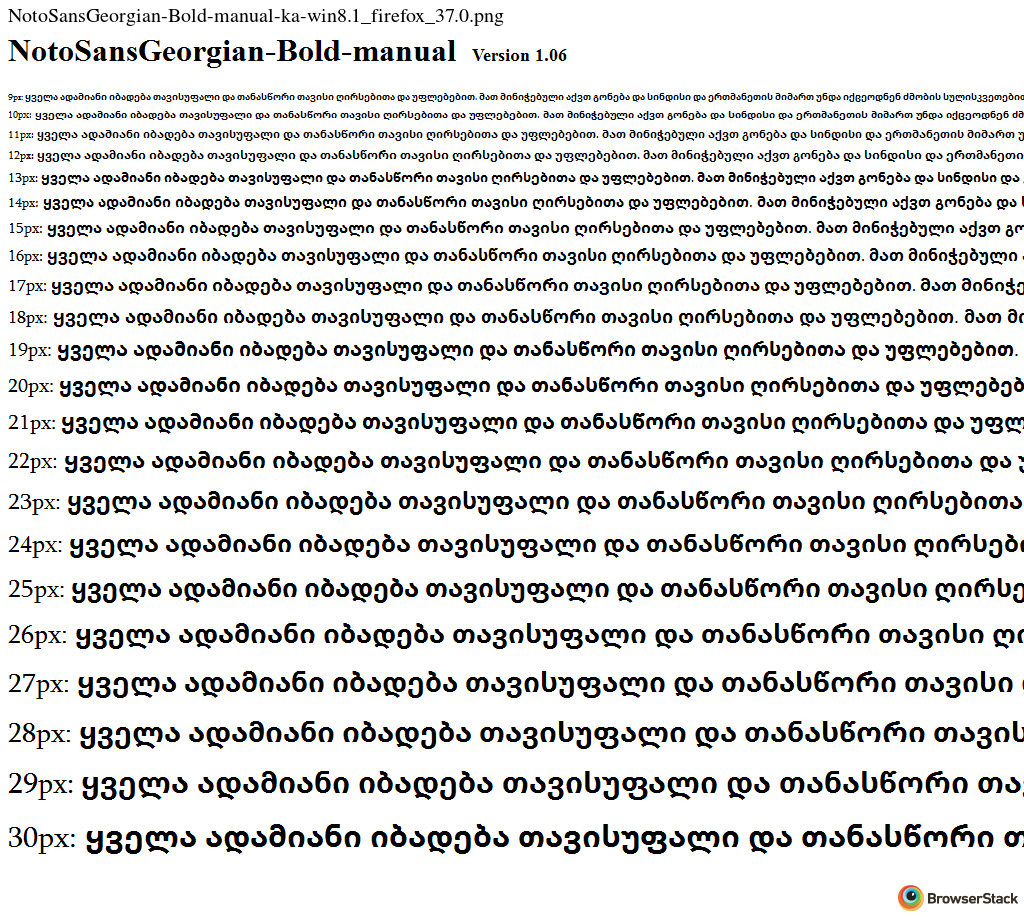 NotoSansGeorgian-Bold-manual-ka-win8.1_firefox_37.0.png
NotoSansGeorgian-Bold-manual Version 1.06
9px: ყველა ადამიანი იბადება თავისუფალი და თანასწორი თავისი ღირსებითა და უფლებებით. მათ მინიჭებული აქვთ გონება და სინდისი და ერთმანეთის მიმართ უნდა იქცეოდნენ ძმობის სულისკვეთებით
10px: ყველა ადამიანი იბადება თავისუფალი და თანასწორი თავისი ღირსებითა და უფლებებით. მათ მინიჭებული აქვთ გონება და სინდისი და ერთმანეთის მიმართ უნდა იქცეოდნენ
11px: ყველა ადამიანი იბადება თავისუფალი და თანასწორი თავისი ღირსებითა და უფლებებით. მათ მინიჭებული აქვთ გონება და სინდისი და ერთმანეთის მიმართ
12px: ყველა ადამიანი იბადება თავისუფალი და თანასწორი თავისი ღირსებითა და უფლებებით. მათ მინიჭებული აქვთ გონება და სინდისი და ერთმანეთი
13px: ყველა ადამიანი იბადება თავისუფალი და თანასწორი თავისი ღირსებითა და უფლებებით. მათ მინიჭებული აქვთ გონება და სინდისი და
14px: ყველა ადამიანი იბადება თავისუფალი და თანასწორი თავისი ღირსებითა და უფლებებით. მათ მინიჭებული აქვთ გონება და
15px: ყველა ადამიანი იბადება თავისუფალი და თანასწორი თავისი ღირსებითა და უფლებებით. მათ მინიჭებული აქვთ გო
16px: ყველა ადამიანი იბადება თავისუფალი და თანასწორი თავისი ღირსებითა და უფლებებით. მათ მინიჭებული
17px: ყველა ადამიანი იბადება თავისუფალი და თანასწორი თავისი ღირსებითა და უფლებებით. მათ მინიჭე
18px: ყველა ადამიანი იბადება თავისუფალი და თანასწორი თავისი ღირსებითა და უფლებებით. მათ მი
19px: ყველა ადამიანი იბადება თავისუფალი და თანასწორი თავისი ღირსებითა და უფლებებით.
20px: ყველა ადამიანი იბადება თავისუფალი და თანასწორი თავისი ღირსებითა და უფლებებ
21px: ყველა ადამიანი იბადება თავისუფალი და თანასწორი თავისი ღირსებითა და უფლ
22px: ყველა ადამიანი იბადება თავისუფალი და თანასწორი თავისი ღირსებითა და
23px: ყველა ადამიანი იბადება თავისუფალი და თანასწორი თავისი ღირსებითა
24px: ყველა ადამიანი იბადება თავისუფალი და თანასწორი თავისი ღირსები
25px: ყველა ადამიანი იბადება თავისუფალი და თანასწორი თავისი ღირსე
26px: ყველა ადამიანი იბადება თავისუფალი და თანასწორი თავისი ღი
27px: ყველა ადამიანი იბადება თავისუფალი და თანასწორი თავისი
28px: ყველა ადამიანი იბადება თავისუფალი და თანასწორი თავის
29px: ყველა ადამიანი იბადება თავისუფალი და თანასწორი თა
30px: ყველა ადამიანი იბადება თავისუფალი და თანასწორი თ
BrowserStack